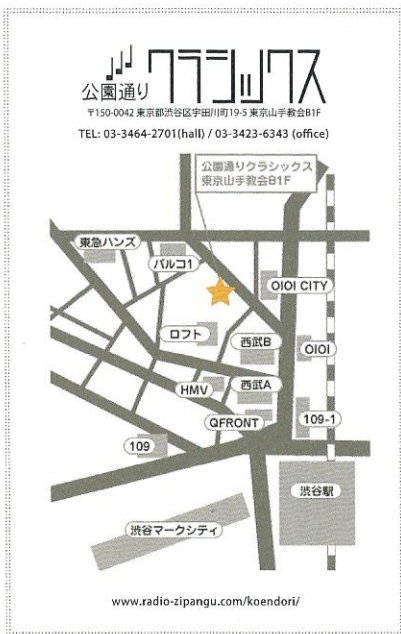 公園通り クラシックス
〒150-0042 東京都渋谷区宇田川町19-5 東京山手教会B1F
TEL: 03-3464-2701(hall) / 03-3423-6343 (office)
公園通りクラシックス
東京山手教会B1F
東急ハンズ
パルコ1
OIOI CITY
ロフト
西武B
OIOI
HMV
西武A
QFRONT
109-1
109
渋谷駅
渋谷マークシティ
www.radio-zipangu.com/koendori/